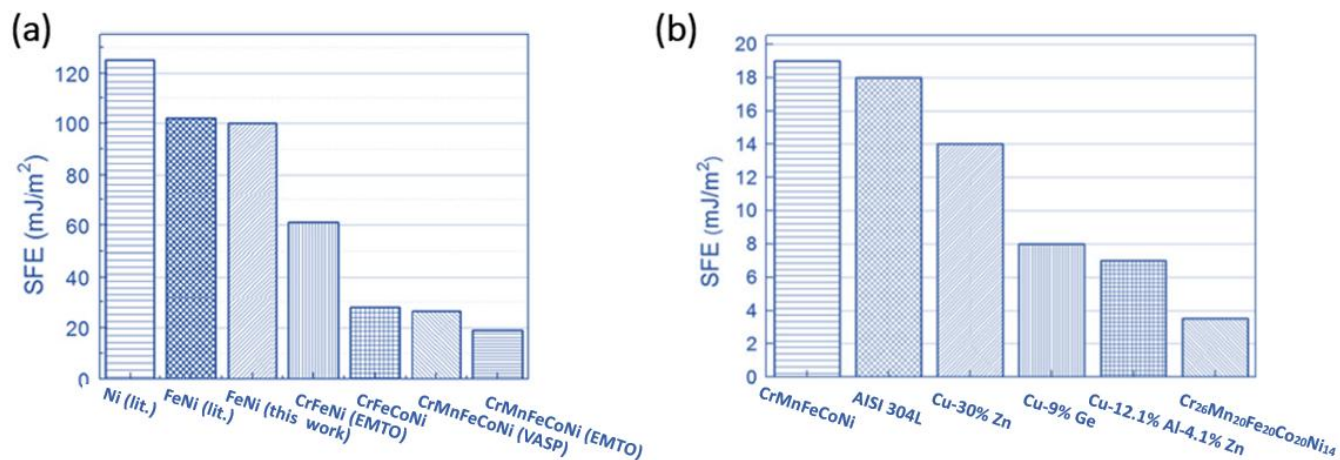 (a)
SFE (mJ/m²)
120
100
80
60
40
20
0
Ni (lit.)
FeNi (lit.)
FeNi (this work)
CrFeNi (EMTO)
CrFeCoNi
CrMnFeCoNi (VASP)
CrMnFeCoNi (EMTO)
(b)
SFE (mJ/m²)
20
18
16
14
12
10
8
6
4
2
0
CrMnFeCoNi
AISI 304L
Cu-30% Zn
Cu-9% Ge
Cu-12.1% Al-4.1% Zn
Cr₂₆Mn₂₀Fe₂₀Co₂₀Ni₁₄